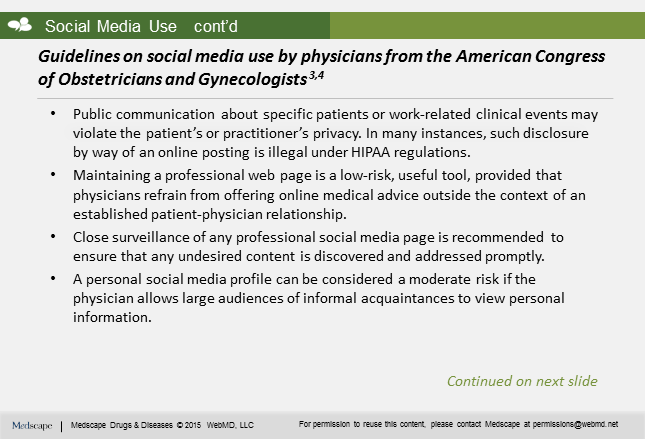 Social Media Use cont’d
Guidelines on social media use by physicians from the American Congress
of Obstetricians and Gynecologists 3,4
• Public communication about specific patients or work-related clinical events may
violate the patient’s or practitioner’s privacy. In many instances, such disclosure
by way of an online posting is illegal under HIPAA regulations.
• Maintaining a professional web page is a low-risk, useful tool, provided that
physicians refrain from offering online medical advice outside the context of an
established patient-physician relationship.
• Close surveillance of any professional social media page is recommended to
ensure that any undesired content is discovered and addressed promptly.
• A personal social media profile can be considered a moderate risk if the
physician allows large audiences of informal acquaintances to view personal
information.
Continued on next slide
Medscape | Medscape Drugs & Diseases © 2015 WebMD, LLC For permission to reuse this content, please contact Medscape at permissions@webmd.net